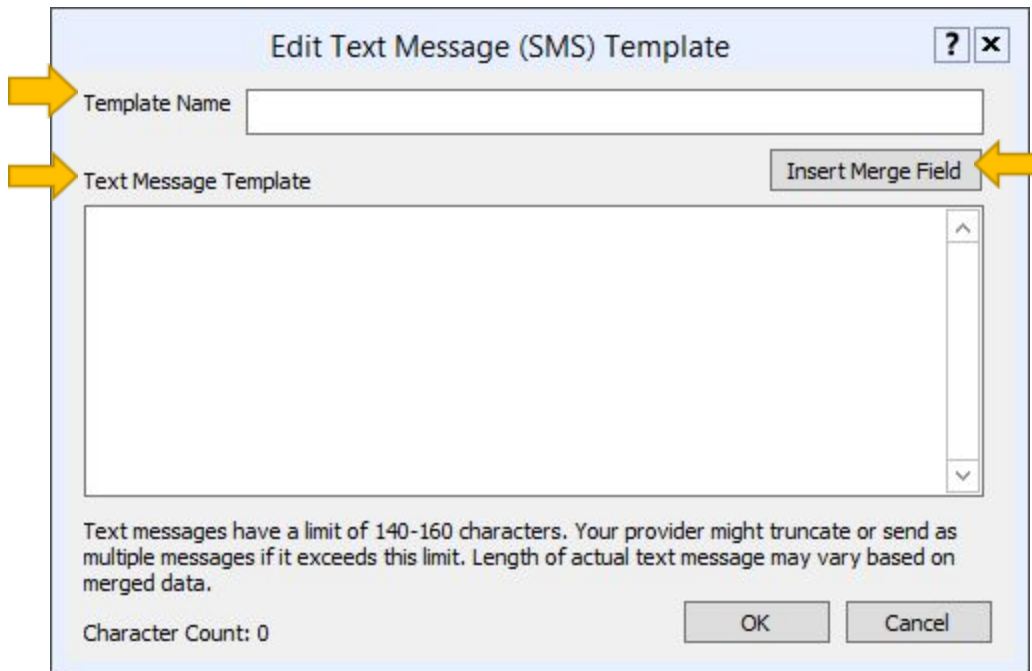 Edit Text Message (SMS) Template
? x
Template Name
Insert Merge Field
Text Message Template
Text messages have a limit of 140-160 characters. Your provider might truncate or send as
multiple messages if it exceeds this limit. Length of actual text message may vary based on
merged data.
Character Count: 0
OK
Cancel